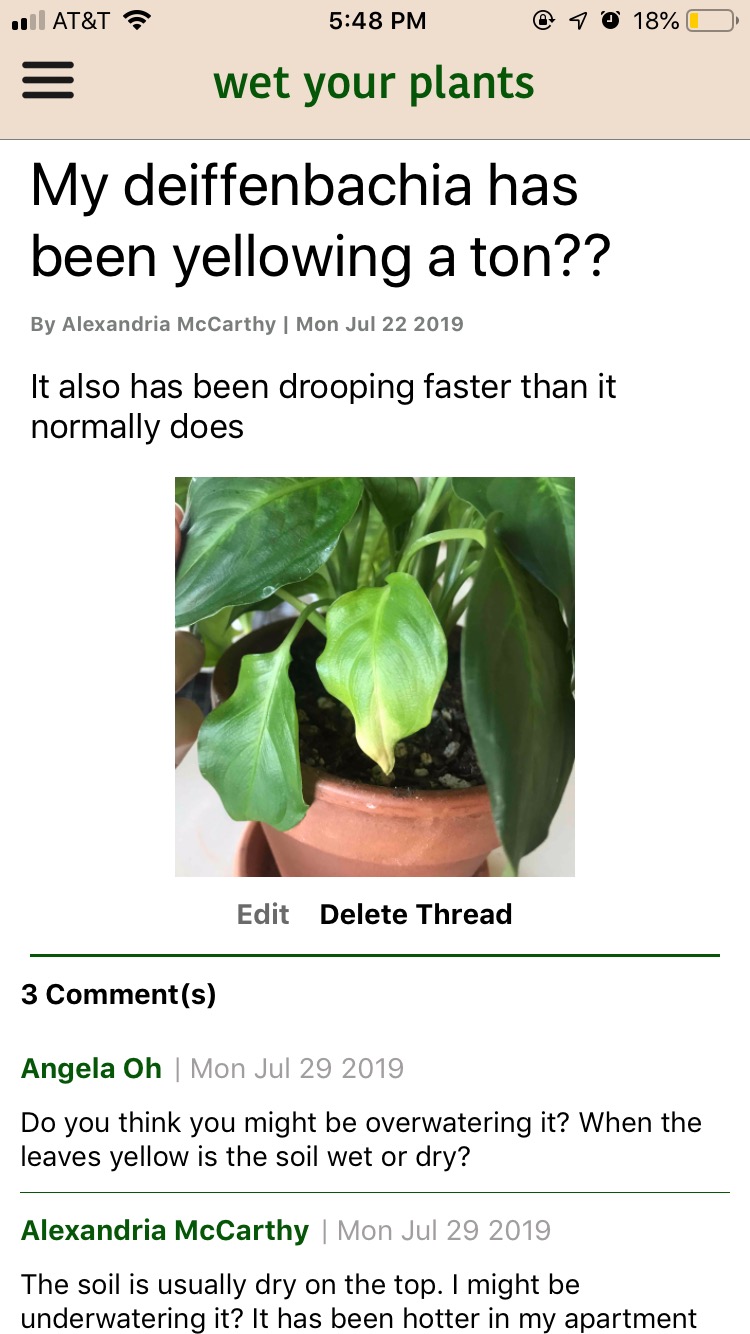 AT&T 5:48 PM 18%
wet your plants
My deiffenbachia has
been yellowing a ton??
By Alexandria McCarthy | Mon Jul 22 2019
It also has been drooping faster than it
normally does
Edit Delete Thread
3 Comment(s)
Angela Oh | Mon Jul 29 2019
Do you think you might be overwatering it? When the
leaves yellow is the soil wet or dry?
Alexandria McCarthy | Mon Jul 29 2019
The soil is usually dry on the top. I might be
underwatering it? It has been hotter in my apartment